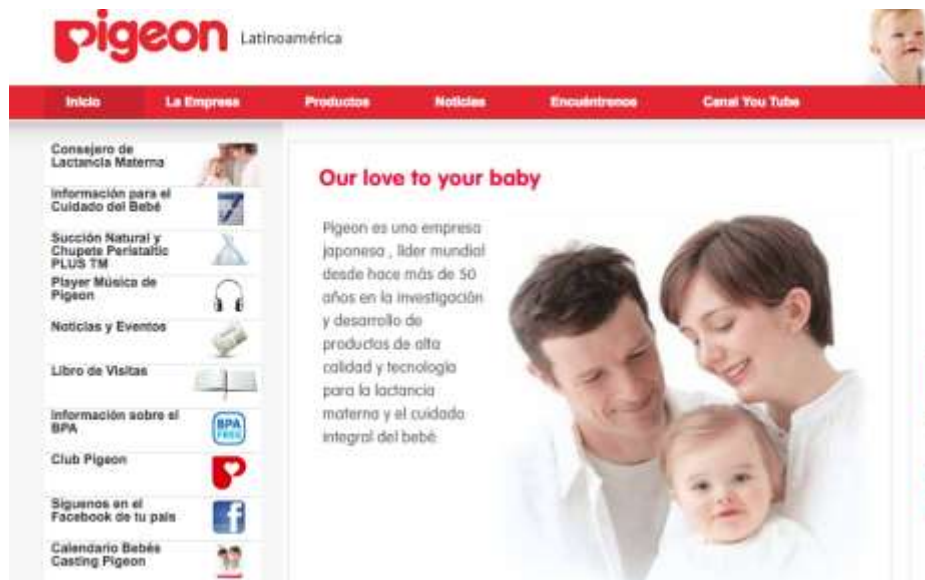 pigeon Latinoamérica
Inicio La Empresa Productos Noticias Encuéntrenos Canal You Tube
Consejero de
Lactancia Materna
Información para el
Cuidado del Bebé
Succión Natural y
Chupete Peristaltic
PLUS TM
Player Música de
Pigeon
Noticias y Eventos
Libro de Visitas
Información sobre el
BPA
BPA
FREE
Club Pigeon
Siguenos en el
Facebook de tu pais
f
Calendario Bebés
Casting Pigeon
Our love to your baby
Pigeon es una empresa
japonesa , líder mundial
desde hace más de 50
años en la investigación
y desarrollo de
productos de alta
calidad y tecnología
para la lactancia
materna y el cuidado
integral del bebé